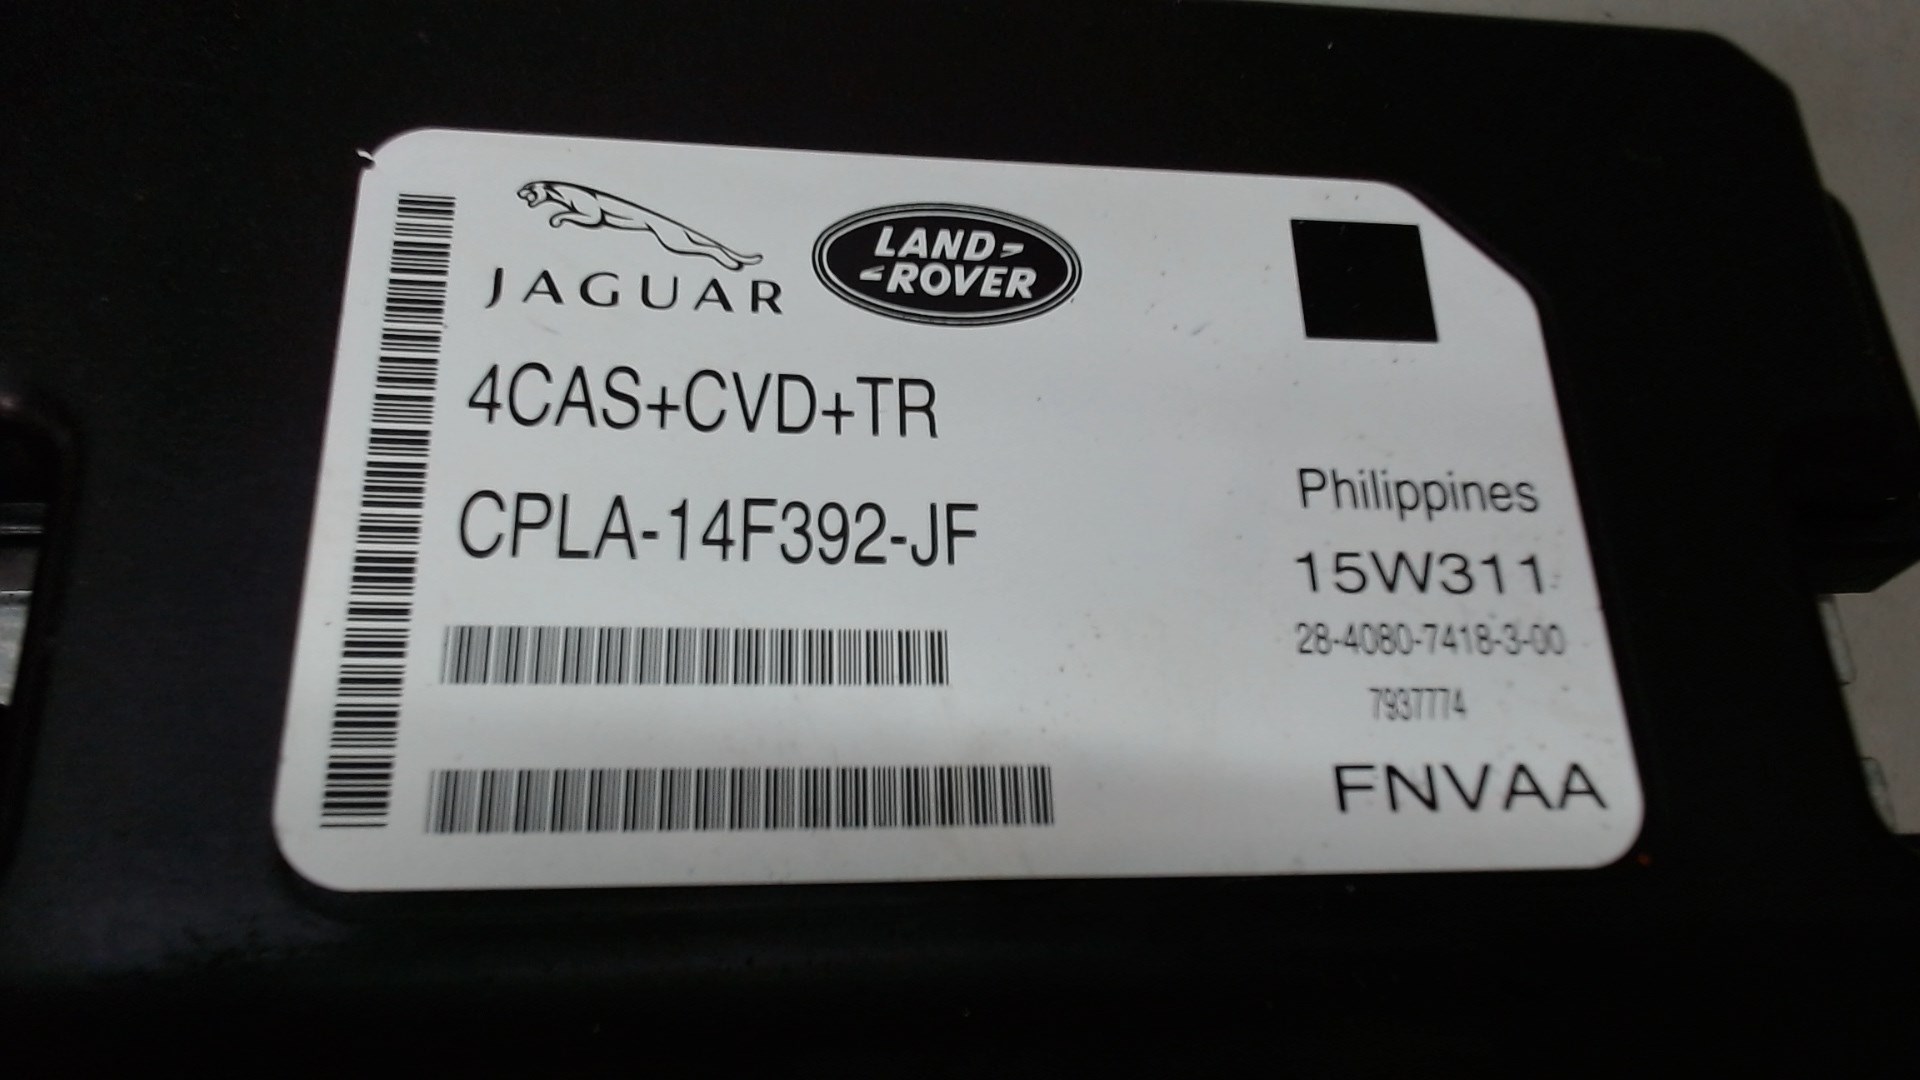 JAGUAR
LAND ROVER
4CAS+CVD+TR
CPLA-14F392-JF
Philippines
15W311
28-4080-7418-3-00
7937774
FNVAA